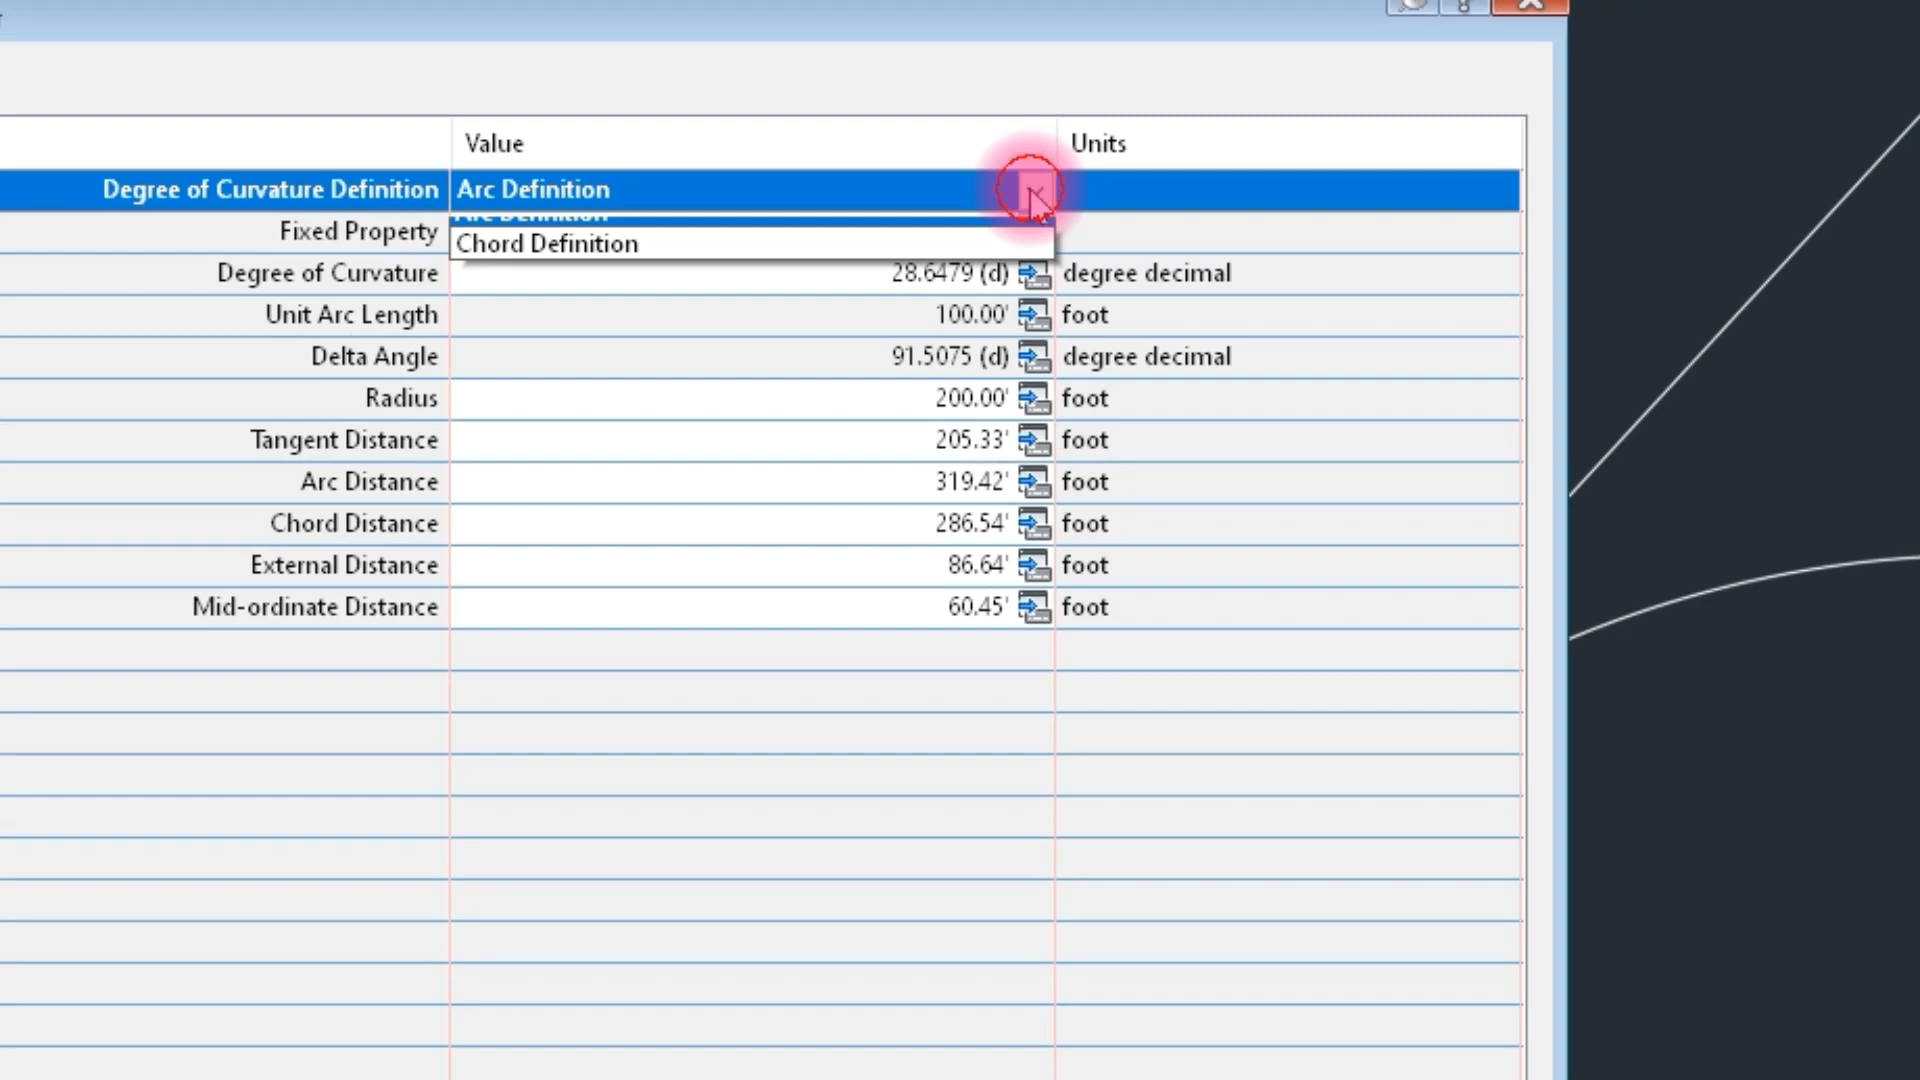 Value Units
Degree of Curvature Definition Arc Definition
Arc Definition
Fixed Property
Chord Definition
Degree of Curvature 28.6479 (d) degree decimal
Unit Arc Length 100.00' foot
Delta Angle 91.5075 (d) degree decimal
Radius 200.00' foot
Tangent Distance 205.33' foot
Arc Distance 319.42' foot
Chord Distance 286.54' foot
External Distance 86.64' foot
Mid-ordinate Distance 60.45' foot